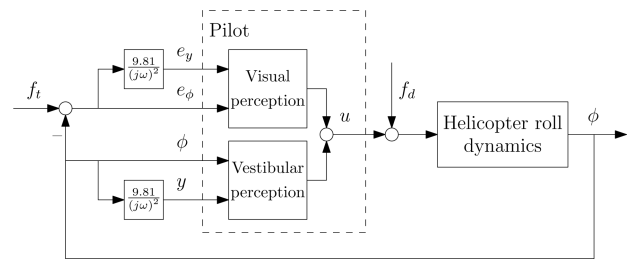 Pilot
9.81
(jω)²
e_y
e_ϕ
Visual
perception
f_t
−
f_d
u
Helicopter roll
dynamics
ϕ
ϕ
y
Vestibular
perception
9.81
(jω)²